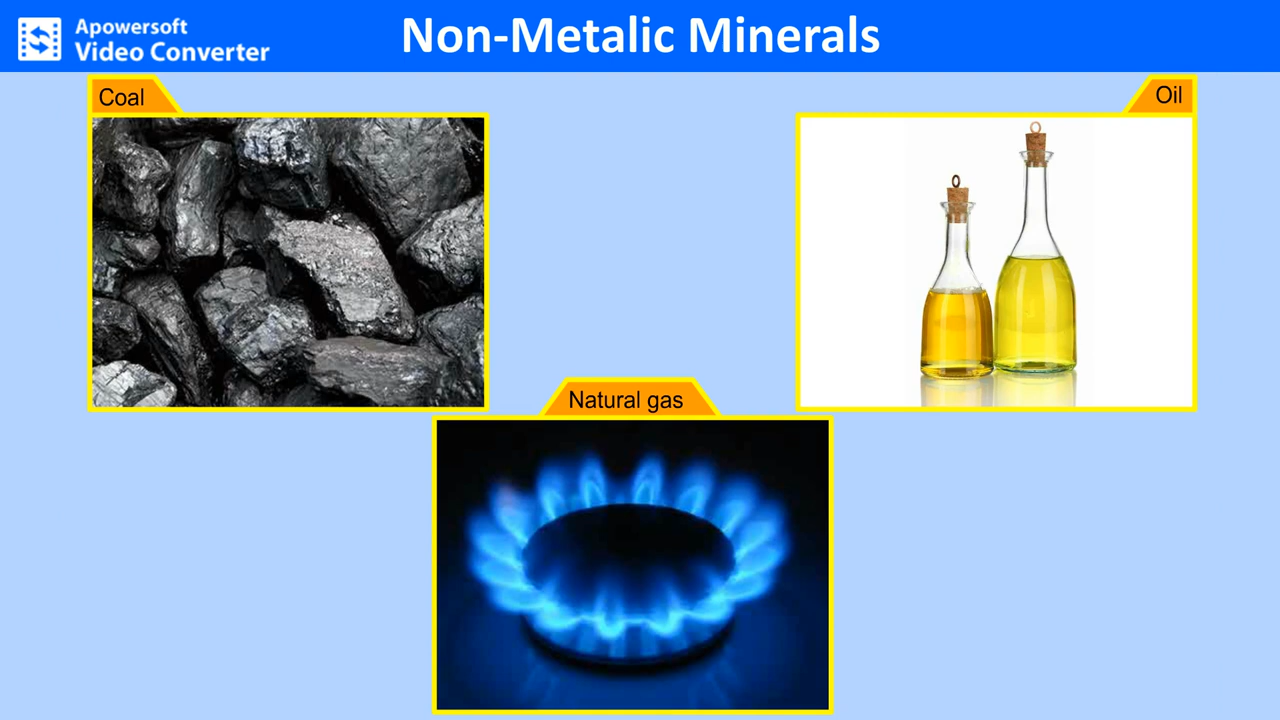 Apowersoft
Video Converter
Non-Metalic Minerals
Coal
Oil
Natural gas